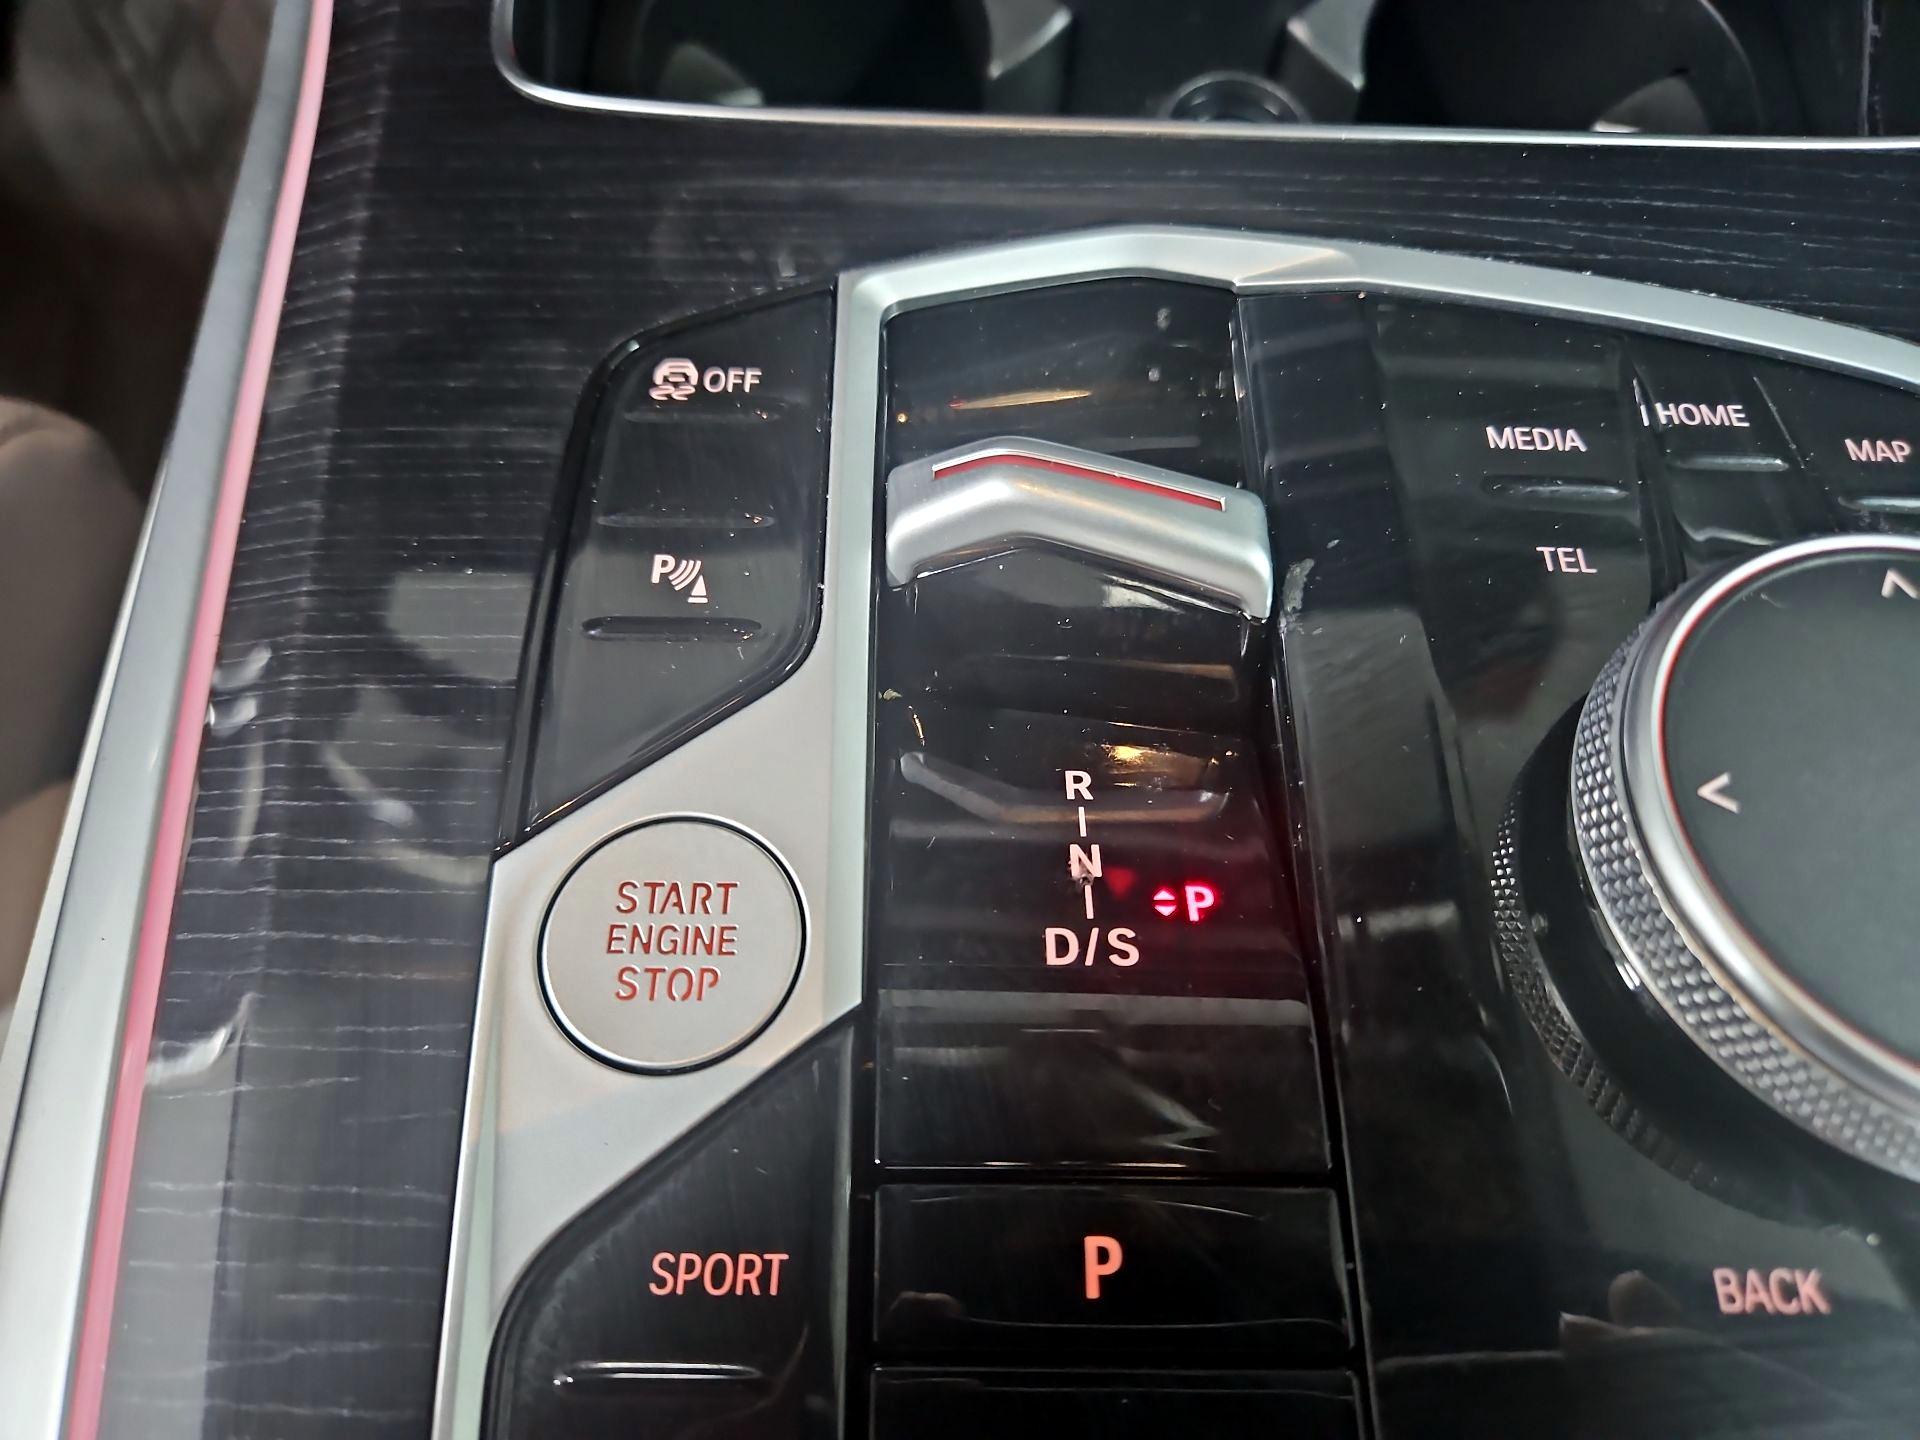 OFF
P
MEDIA
HOME
MAP
TEL
START
ENGINE
STOP
R
N
P
D/S
SPORT
P
BACK